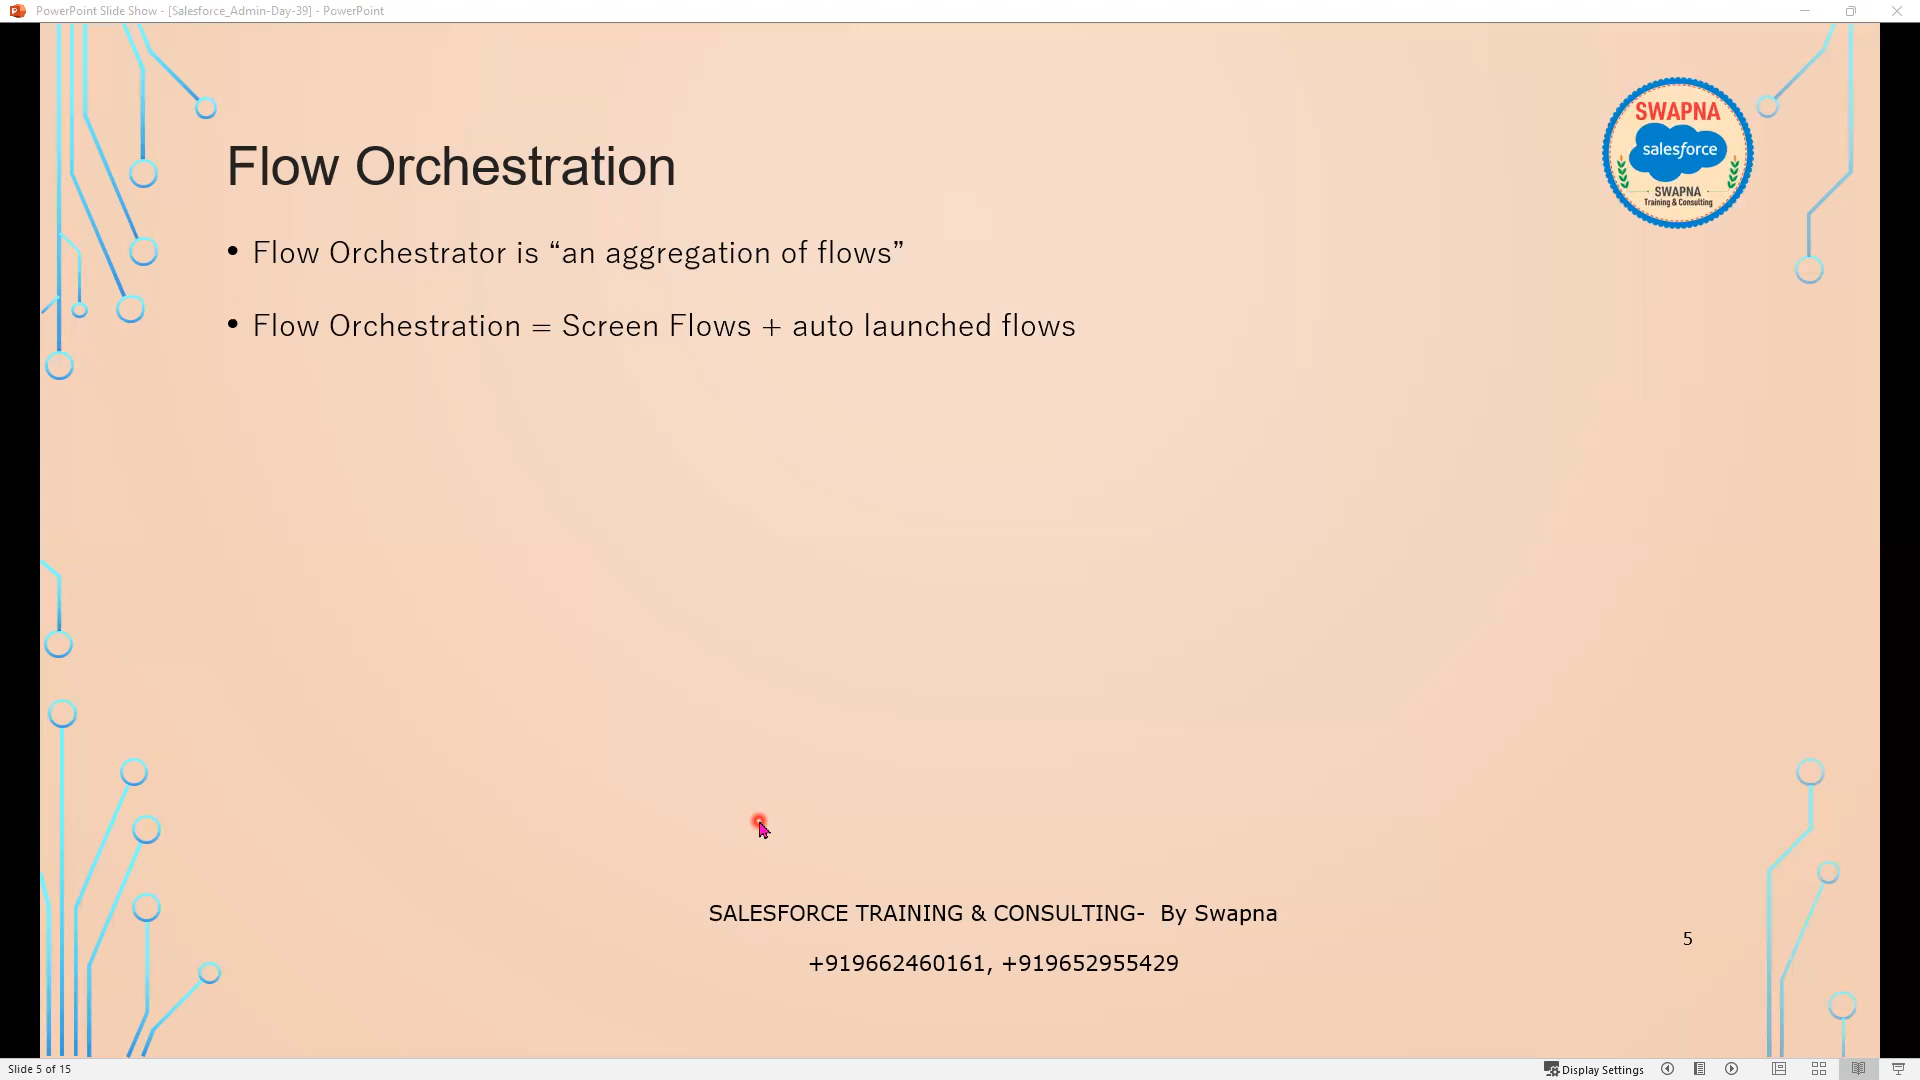 PowerPoint Slide Show - [Salesforce_Admin-Day-39] - PowerPoint
SWAPNA
salesforce
SWAPNA
Training & Consulting
Flow Orchestration
• Flow Orchestrator is “an aggregation of flows”
• Flow Orchestration = Screen Flows + auto launched flows
SALESFORCE TRAINING & CONSULTING- By Swapna
+919662460161, +919652955429
5
Slide 5 of 15
Display Settings